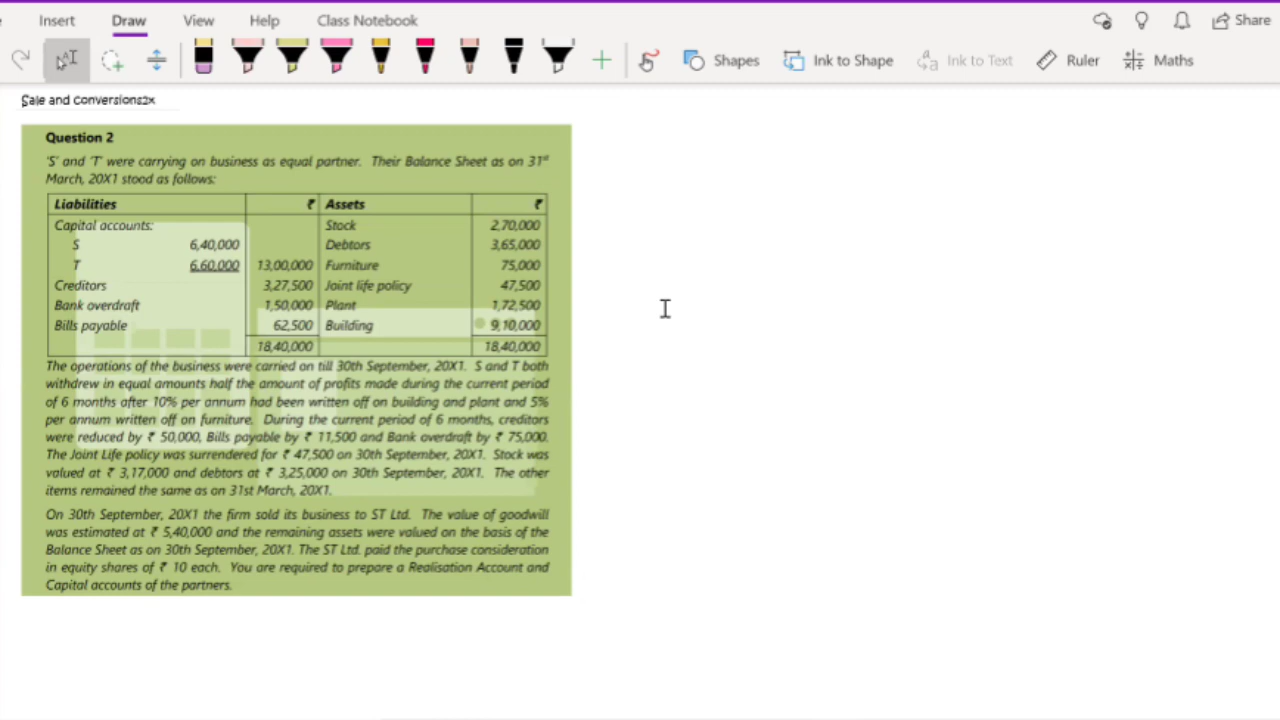 Insert Draw View Help Class Notebook Share
Shapes Ink to Shape Ink to Text Ruler Maths
Sale and Conversions2x
Question 2
'S' and 'T' were carrying on business as equal partner. Their Balance Sheet as on 31st
March, 20X1 stood as follows:
Liabilities ₹ Assets ₹
Capital accounts: Stock 2,70,000
S 6,40,000 Debtors 3,65,000
T 6,60,000 13,00,000 Furniture 75,000
Creditors 3,27,500 Joint life policy 47,500
Bank overdraft 1,50,000 Plant 1,72,500
Bills payable 62,500 Building 9,10,000
18,40,000 18,40,000
The operations of the business were carried on till 30th September, 20X1. S and T both
withdrew in equal amounts half the amount of profits made during the current period
of 6 months after 10% per annum had been written off on building and plant and 5%
per annum written off on furniture. During the current period of 6 months, creditors
were reduced by ₹ 50,000, Bills payable by ₹ 11,500 and Bank overdraft by ₹ 75,000.
The Joint Life policy was surrendered for ₹ 47,500 on 30th September, 20X1. Stock was
valued at ₹ 3,17,000 and debtors at ₹ 3,25,000 on 30th September, 20X1. The other
items remained the same as on 31st March, 20X1.
On 30th September, 20X1 the firm sold its business to ST Ltd. The value of goodwill
was estimated at ₹ 5,40,000 and the remaining assets were valued on the basis of the
Balance Sheet as on 30th September, 20X1. The ST Ltd. paid the purchase consideration
in equity shares of ₹ 10 each. You are required to prepare a Realisation Account and
Capital accounts of the partners.